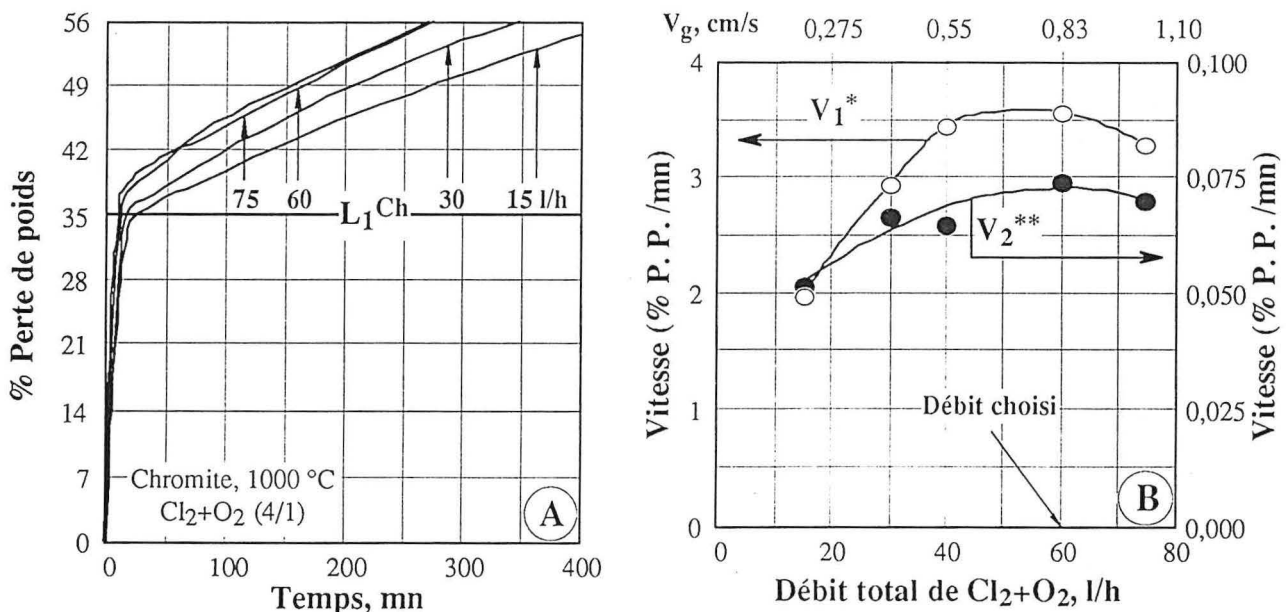 56
49
42
35
28
21
14
7
0
% Perte de poids
75
60
30
15 l/h
L₁ᶜʰ
Chromite, 1000 °C
Cl₂+O₂ (4/1)
A
0 100 200 300 400
Temps, mn
V_g, cm/s 0,275 0,55 0,83 1,10
4
3
2
1
0
Vitesse (% P. P. /mn)
V₁*
V₂**
Débit choisi
B
0,100
0,075
0,050
0,025
0,000
Vitesse (% P. P. /mn)
0 20 40 60 80
Débit total de Cl₂+O₂, l/h